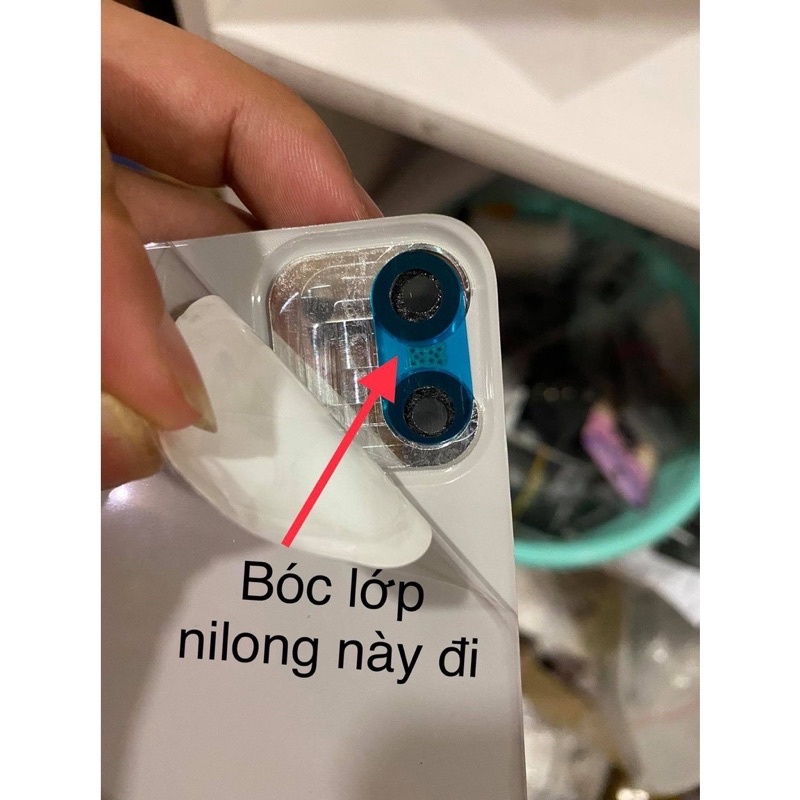 Bóc lớp
nilong này đi